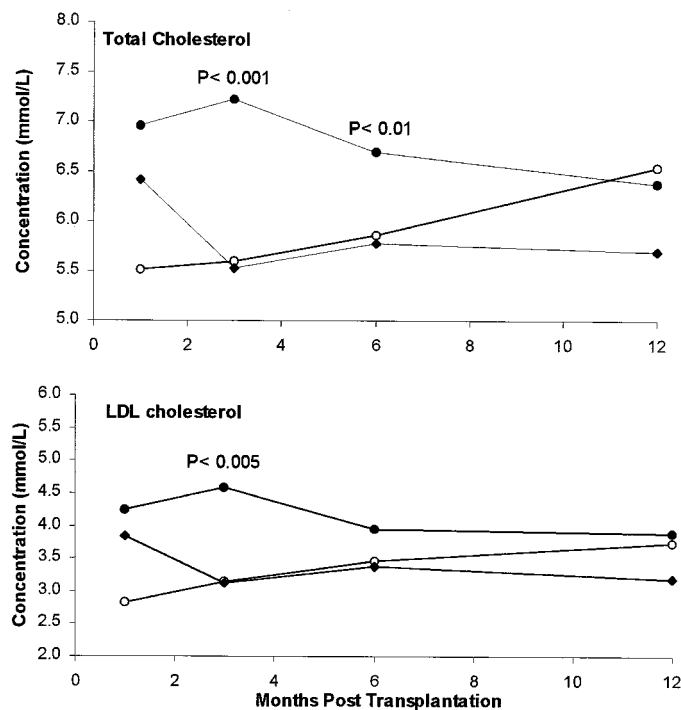 8.0
Total Cholesterol
7.5
P< 0.001
7.0
P< 0.01
6.5
6.0
5.5
5.0
Concentration (mmol/L)
0 2 4 6 8 10 12
6.0
LDL cholesterol
5.5
5.0
P< 0.005
4.5
4.0
3.5
3.0
2.5
2.0
Concentration (mmol/L)
0 2 4 6 8 10 12
Months Post Transplantation